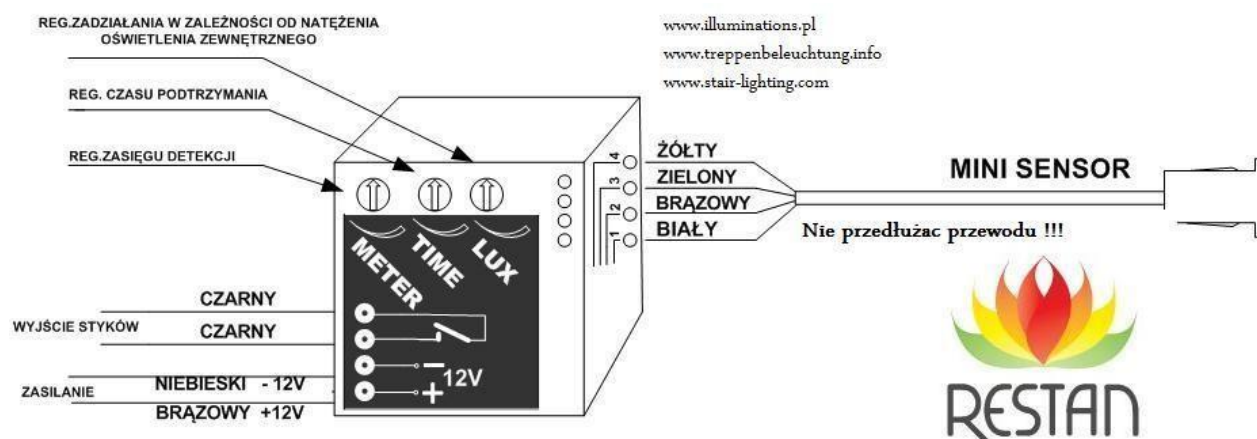 REG.ZADZIAŁANIA W ZALEŻNOŚCI OD NATĘŻENIA
OŚWIETLENIA ZEWNĘTRZNEGO
REG. CZASU PODTRZYMANIA
REG.ZASIĘGU DETEKCJI
www.illuminations.pl
www.treppenbeleuchtung.info
www.stair-lighting.com
METER
TIME
LUX
4
3
2
1
ŻÓŁTY
ZIELONY
BRĄZOWY
BIAŁY
MINI SENSOR
Nie przedłużac przewodu !!!
WYJŚCIE STYKÓW
CZARNY
CZARNY
ZASILANIE
NIEBIESKI - 12V
BRĄZOWY +12V
- 12V
+
RESTAN